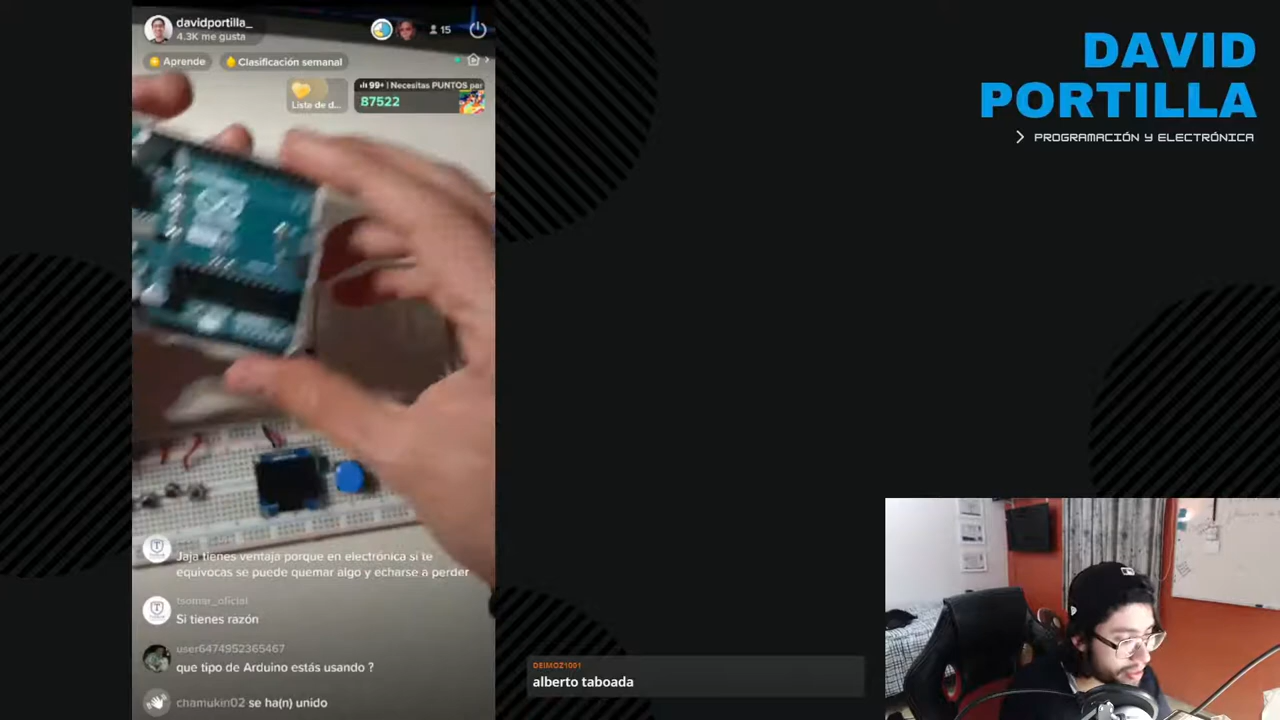 davidportilla_
4.3K me gusta
15
Aprende
Clasificación semanal
Lista de d...
99+ | Necesitas PUNTOS par
87522
Jaja tienes ventaja porque en electrónica si te
equivocas se puede quemar algo y echarse a perder
tsomar_oficial
Si tienes razón
user6474952365467
que tipo de Arduino estás usando ?
chamukin02 se ha(n) unido
DAVID
PORTILLA
PROGRAMACIÓN Y ELECTRÓNICA
DEIMOZ1001
alberto taboada